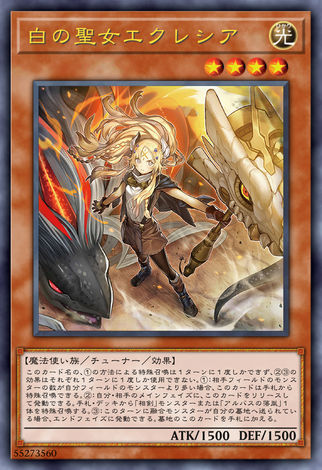 白の聖女エクレシア
光
【魔法使い族／チューナー／効果】
このカード名の、①の方法による特殊召喚は1ターンに1度しかできず、②③の
効果はそれぞれ1ターンに1度しか使用できない。①：相手フィールドのモンス
ターの数が自分フィールドのモンスターより多い場合、このカードは手札から
特殊召喚できる。②：自分・相手のメインフェイズに、このカードをリリースし
て発動できる。手札・デッキから「相剣」モンスターまたは「アルバスの落胤」1
体を特殊召喚する。③：このターンに融合モンスターが自分の墓地へ送られてい
る場合、エンドフェイズに発動できる。墓地のこのカードを手札に加える。
ATK/1500 DEF/1500
55273560